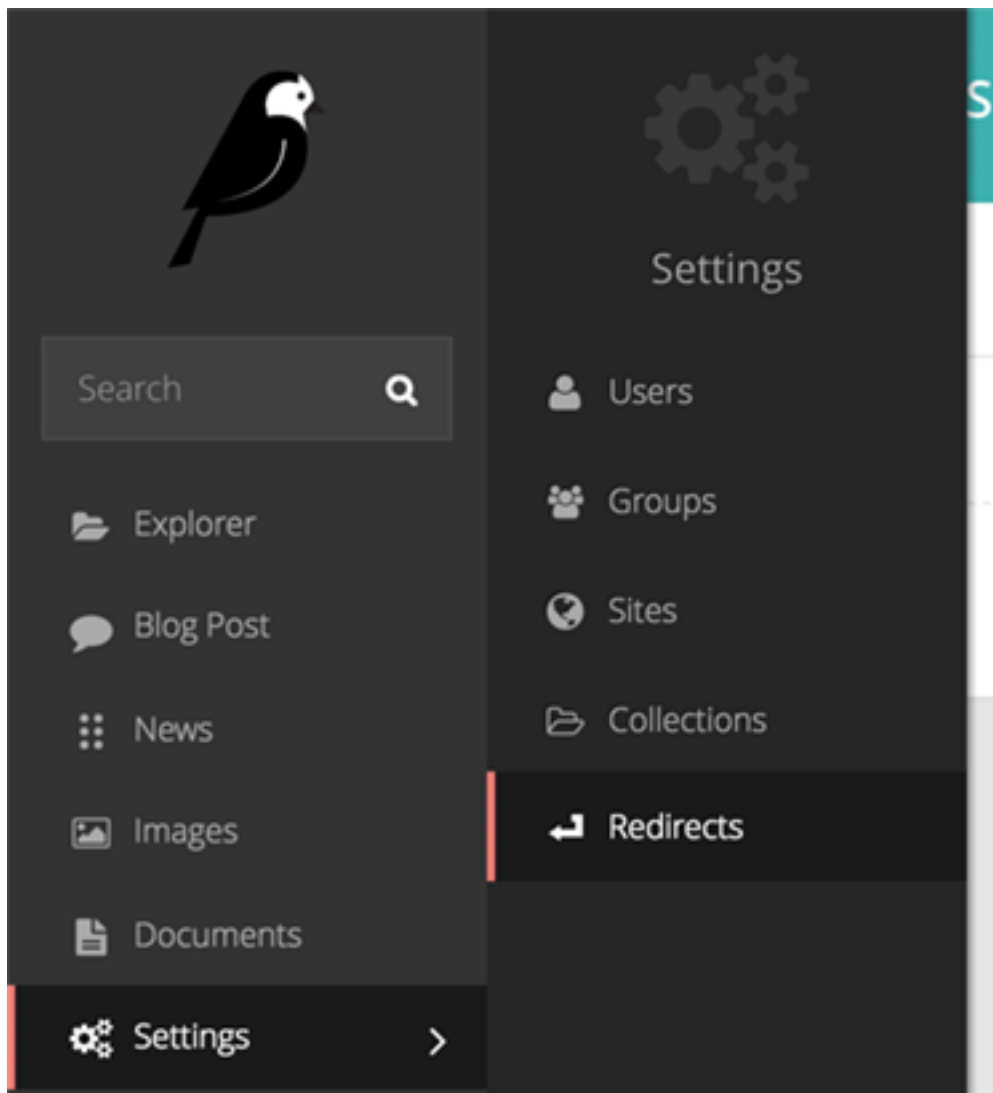 Search
Explorer
Blog Post
News
Images
Documents
Settings
Settings
Users
Groups
Sites
Collections
Redirects
s